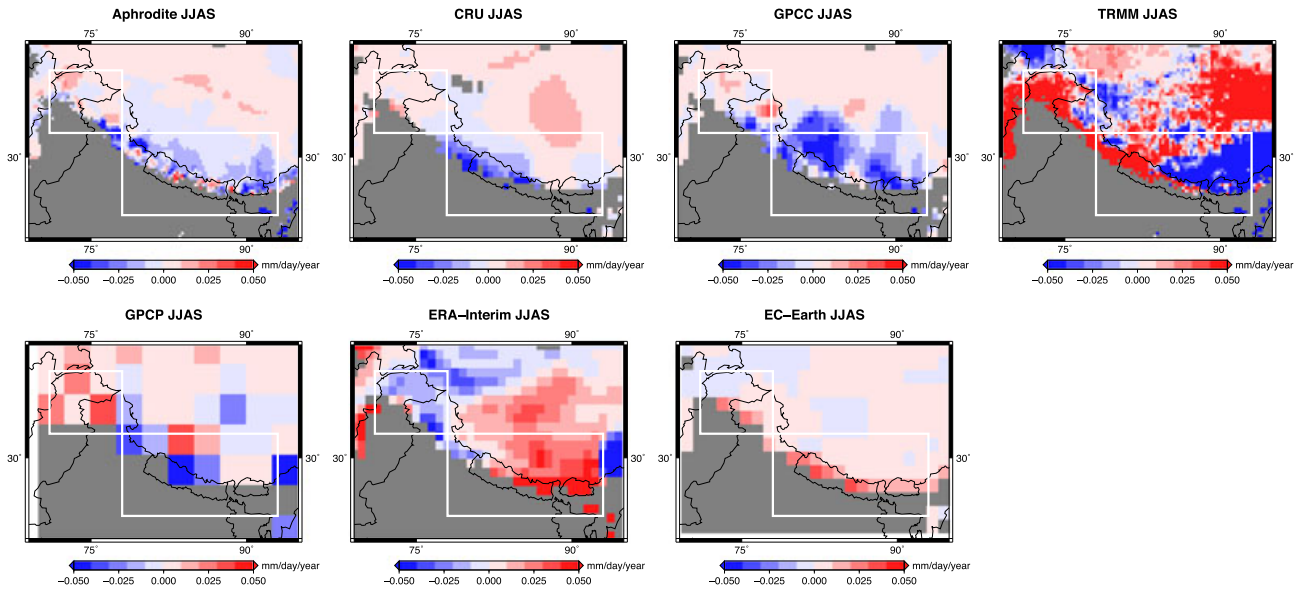 Aphrodite JJAS
CRU JJAS
GPCC JJAS
TRMM JJAS
75° 90°
75° 90°
75° 90°
75° 90°
30° 30° 30° 30° 30°
75° 90°
75° 90°
75° 90°
75° 90°
mm/day/year
−0.050 −0.025 0.000 0.025 0.050
mm/day/year
−0.050 −0.025 0.000 0.025 0.050
mm/day/year
−0.050 −0.025 0.000 0.025 0.050
mm/day/year
−0.050 −0.025 0.000 0.025 0.050
GPCP JJAS
ERA−Interim JJAS
EC−Earth JJAS
75° 90°
75° 90°
75° 90°
30° 30° 30° 30°
75° 90°
75° 90°
75° 90°
mm/day/year
−0.050 −0.025 0.000 0.025 0.050
mm/day/year
−0.050 −0.025 0.000 0.025 0.050
mm/day/year
−0.050 −0.025 0.000 0.025 0.050